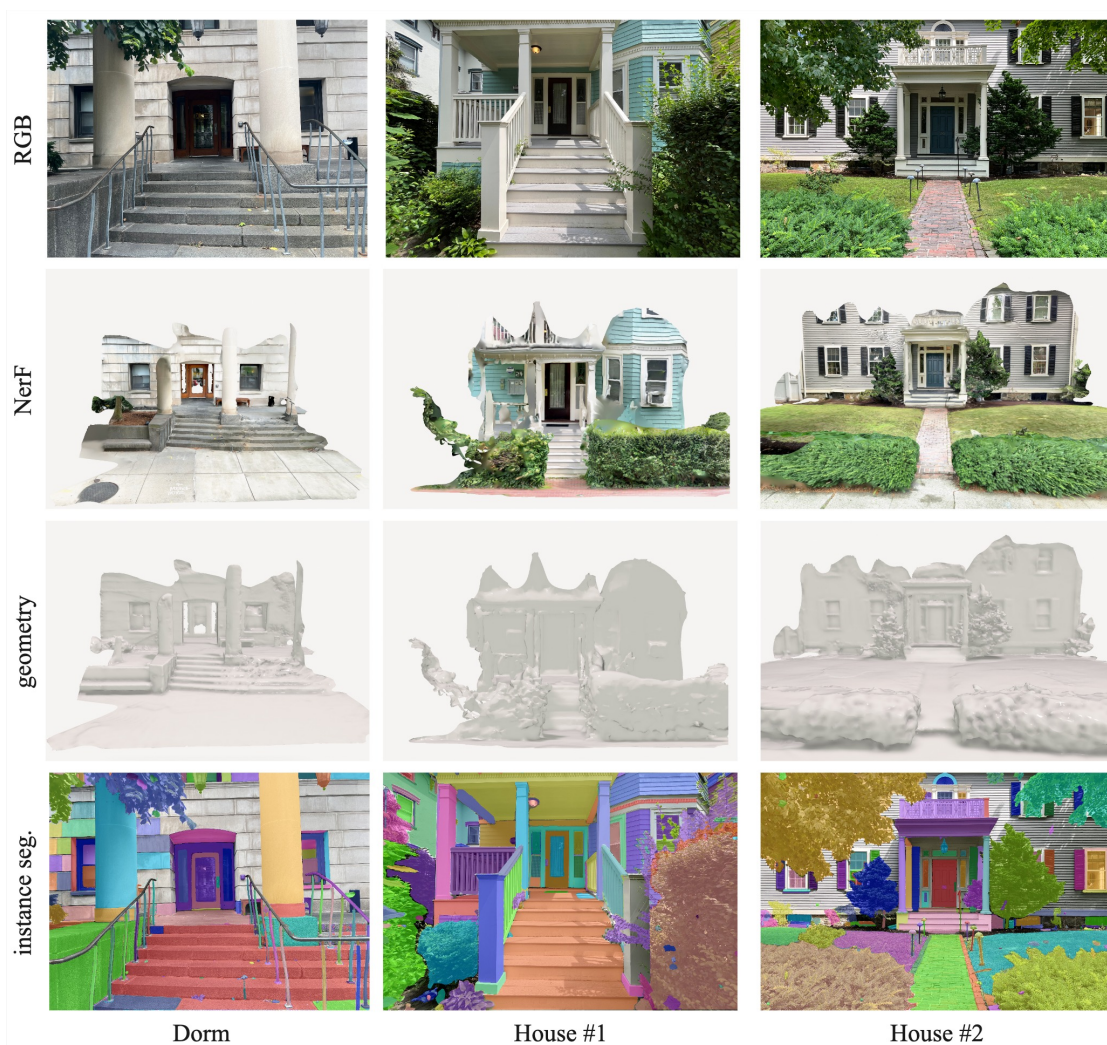 RGB
NerF
geometry
instance seg.
Dorm
House #1
House #2